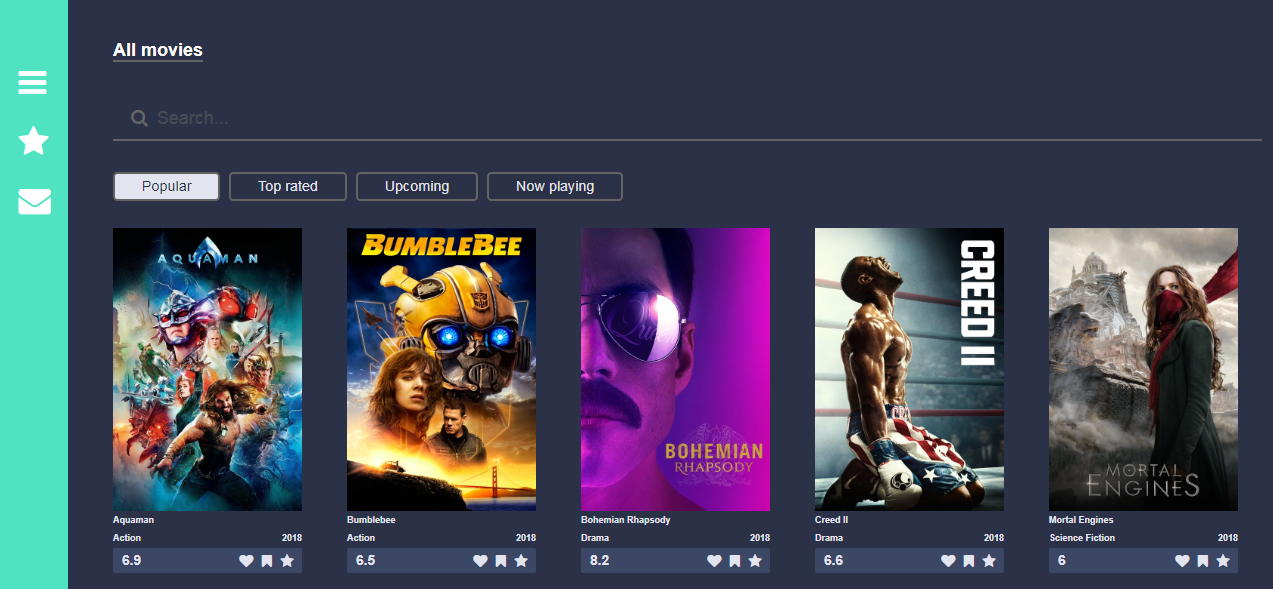 All movies
Search...
Popular
Top rated
Upcoming
Now playing
AQUAMAN
BUMBLEBEE
BOHEMIAN
RHAPSODY
CREED II
MORTAL
ENGINES
Aquaman
Action 2018
6.9
Bumblebee
Action 2018
6.5
Bohemian Rhapsody
Drama 2018
8.2
Creed II
Drama 2018
6.6
Mortal Engines
Science Fiction 2018
6